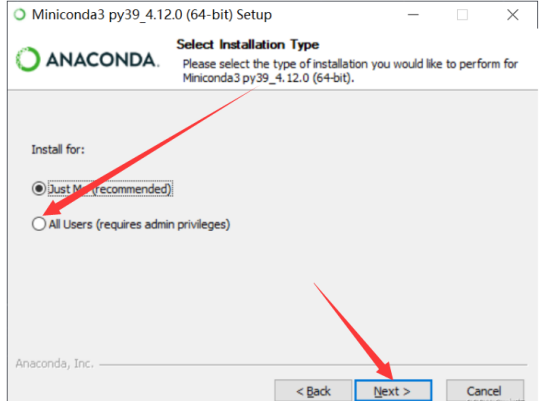 Miniconda3 py39_4.12.0 (64-bit) Setup
ANACONDA.
Select Installation Type
Please select the type of installation you would like to perform for
Miniconda3 py39_4.12.0 (64-bit).
Install for:
Just Me (recommended)
All Users (requires admin privileges)
Anaconda, Inc.
< Back
Next >
Cancel